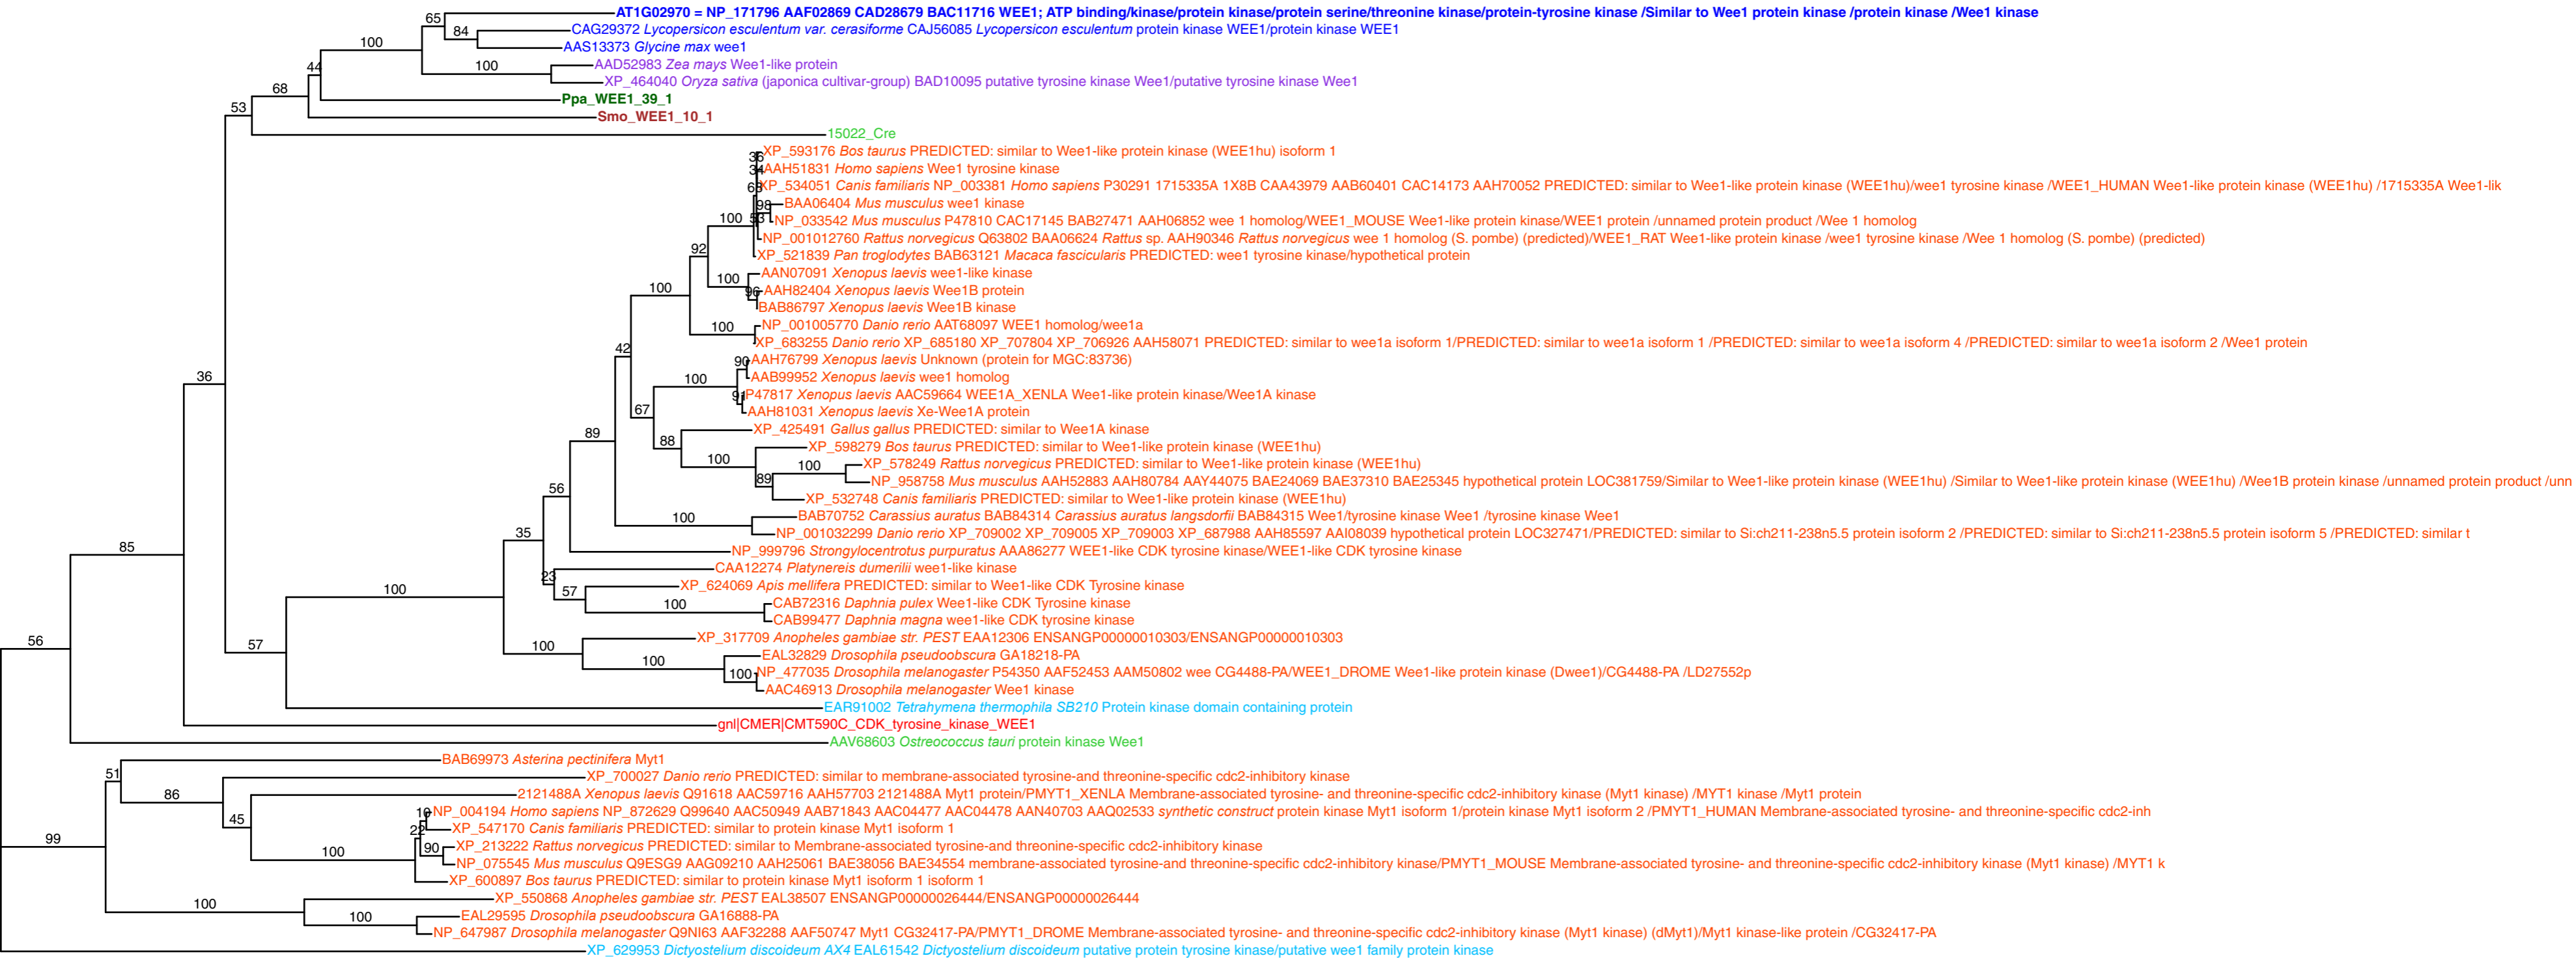 65 AT1G02970 = NP_171796 AAF02869 CAD28679 BAC11716 WEE1; ATP binding/kinase/protein kinase/protein serine/threonine kinase/protein-tyrosine kinase /Similar to Wee1 protein kinase /protein kinase /Wee1 kinase
84 CAG29372 Lycopersicon esculentum var. cerasiforme CAJ56085 Lycopersicon esculentum protein kinase WEE1/protein kinase WEE1
100 AAS13373 Glycine max wee1
100 AAD52983 Zea mays Wee1-like protein
44 XP_464040 Oryza sativa (japonica cultivar-group) BAD10095 putative tyrosine kinase Wee1/putative tyrosine kinase Wee1
68 Ppa_WEE1_39_1
53 Smo_WEE1_10_1
15022_Cre
36 XP_593176 Bos taurus PREDICTED: similar to Wee1-like protein kinase (WEE1hu) isoform 1
34 AAH51831 Homo sapiens Wee1 tyrosine kinase
XP_534051 Canis familiaris NP_003381 Homo sapiens P30291 1715335A 1X8B CAA43979 AAB60401 CAC14173 AAH70052 PREDICTED: similar to Wee1-like protein kinase (WEE1hu)/wee1 tyrosine kinase /WEE1_HUMAN Wee1-like protein kinase (WEE1hu) /1715335A Wee1-lik
98 BAA06404 Mus musculus wee1 kinase
100 53 NP_033542 Mus musculus P47810 CAC17145 BAB27471 AAH06852 wee 1 homolog/WEE1_MOUSE Wee1-like protein kinase/WEE1 protein /unnamed protein product /Wee 1 homolog
NP_001012760 Rattus norvegicus Q63802 BAA06624 Rattus sp. AAH90346 Rattus norvegicus wee 1 homolog (S. pombe) (predicted)/WEE1_RAT Wee1-like protein kinase /wee1 tyrosine kinase /Wee 1 homolog (S. pombe) (predicted)
92 XP_521839 Pan troglodytes BAB63121 Macaca fascicularis PREDICTED: wee1 tyrosine kinase/hypothetical protein
100 AAN07091 Xenopus laevis wee1-like kinase
100 96 AAH82404 Xenopus laevis Wee1B protein
BAB86797 Xenopus laevis Wee1B kinase
100 NP_001005770 Danio rerio AAT68097 WEE1 homolog/wee1a
42 XP_683255 Danio rerio XP_685180 XP_707804 XP_706926 AAH58071 PREDICTED: similar to wee1a isoform 1/PREDICTED: similar to wee1a isoform 1 /PREDICTED: similar to wee1a isoform 4 /PREDICTED: similar to wee1a isoform 2 /Wee1 protein
90 AAH76799 Xenopus laevis Unknown (protein for MGC:83736)
36 100 AAB99952 Xenopus laevis wee1 homolog
91 P47817 Xenopus laevis AAC59664 WEE1A_XENLA Wee1-like protein kinase/Wee1A kinase
67 AAH81031 Xenopus laevis Xe-Wee1A protein
89 XP_425491 Gallus gallus PREDICTED: similar to Wee1A kinase
88 XP_598279 Bos taurus PREDICTED: similar to Wee1-like protein kinase (WEE1hu)
100 100 XP_578249 Rattus norvegicus PREDICTED: similar to Wee1-like protein kinase (WEE1hu)
89 NP_958758 Mus musculus AAH52883 AAH80784 AAY44075 BAE24069 BAE37310 BAE25345 hypothetical protein LOC381759/Similar to Wee1-like protein kinase (WEE1hu) /Similar to Wee1-like protein kinase (WEE1hu) /Wee1B protein kinase /unnamed protein product /unn
56 XP_532748 Canis familiaris PREDICTED: similar to Wee1-like protein kinase (WEE1hu)
100 BAB70752 Carassius auratus BAB84314 Carassius auratus langsdorfii BAB84315 Wee1/tyrosine kinase Wee1 /tyrosine kinase Wee1
35 NP_001032299 Danio rerio XP_709002 XP_709005 XP_709003 XP_687988 AAH85597 AAI08039 hypothetical protein LOC327471/PREDICTED: similar to Si:ch211-238n5.5 protein isoform 2 /PREDICTED: similar to Si:ch211-238n5.5 protein isoform 5 /PREDICTED: similar t
85 NP_999796 Strongylocentrotus purpuratus AAA86277 WEE1-like CDK tyrosine kinase/WEE1-like CDK tyrosine kinase
23 CAA12274 Platynereis dumerilii wee1-like kinase
100 57 XP_624069 Apis mellifera PREDICTED: similar to Wee1-like CDK Tyrosine kinase
100 CAB72316 Daphnia pulex Wee1-like CDK Tyrosine kinase
CAB99477 Daphnia magna wee1-like CDK tyrosine kinase
56 57 100 XP_317709 Anopheles gambiae str. PEST EAA12306 ENSANGP00000010303/ENSANGP00000010303
100 EAL32829 Drosophila pseudoobscura GA18218-PA
100 NP_477035 Drosophila melanogaster P54350 AAF52453 AAM50802 wee CG4488-PA/WEE1_DROME Wee1-like protein kinase (Dwee1)/CG4488-PA /LD27552p
AAC46913 Drosophila melanogaster Wee1 kinase
EAR91002 Tetrahymena thermophila SB210 Protein kinase domain containing protein
gnl|CMER|CMT590C_CDK_tyrosine_kinase_WEE1
AAV68603 Ostreococcus tauri protein kinase Wee1
BAB69973 Asterina pectinifera Myt1
51 XP_700027 Danio rerio PREDICTED: similar to membrane-associated tyrosine-and threonine-specific cdc2-inhibitory kinase
86 2121488A Xenopus laevis Q91618 AAC59716 AAH57703 2121488A Myt1 protein/PMYT1_XENLA Membrane-associated tyrosine- and threonine-specific cdc2-inhibitory kinase (Myt1 kinase) /MYT1 kinase /Myt1 protein
45 NP_004194 Homo sapiens NP_872629 Q99640 AAC50949 AAB71843 AAC04477 AAC04478 AAN40703 AAQ02533 synthetic construct protein kinase Myt1 isoform 1/protein kinase Myt1 isoform 2 /PMYT1_HUMAN Membrane-associated tyrosine- and threonine-specific cdc2-inh
22 XP_547170 Canis familiaris PREDICTED: similar to protein kinase Myt1 isoform 1
99 100 90 XP_213222 Rattus norvegicus PREDICTED: similar to Membrane-associated tyrosine-and threonine-specific cdc2-inhibitory kinase
NP_075545 Mus musculus Q9ESG9 AAG09210 AAH25061 BAE38056 BAE34554 membrane-associated tyrosine-and threonine-specific cdc2-inhibitory kinase/PMYT1_MOUSE Membrane-associated tyrosine- and threonine-specific cdc2-inhibitory kinase (Myt1 kinase) /MYT1 k
XP_600897 Bos taurus PREDICTED: similar to protein kinase Myt1 isoform 1 isoform 1
100 XP_550868 Anopheles gambiae str. PEST EAL38507 ENSANGP00000026444/ENSANGP00000026444
100 EAL29595 Drosophila pseudoobscura GA16888-PA
NP_647987 Drosophila melanogaster Q9NI63 AAF32288 AAF50747 Myt1 CG32417-PA/PMYT1_DROME Membrane-associated tyrosine- and threonine-specific cdc2-inhibitory kinase (Myt1 kinase) (dMyt1)/Myt1 kinase-like protein /CG32417-PA
XP_629953 Dictyostelium discoideum AX4 EAL61542 Dictyostelium discoideum putative protein tyrosine kinase/putative wee1 family protein kinase